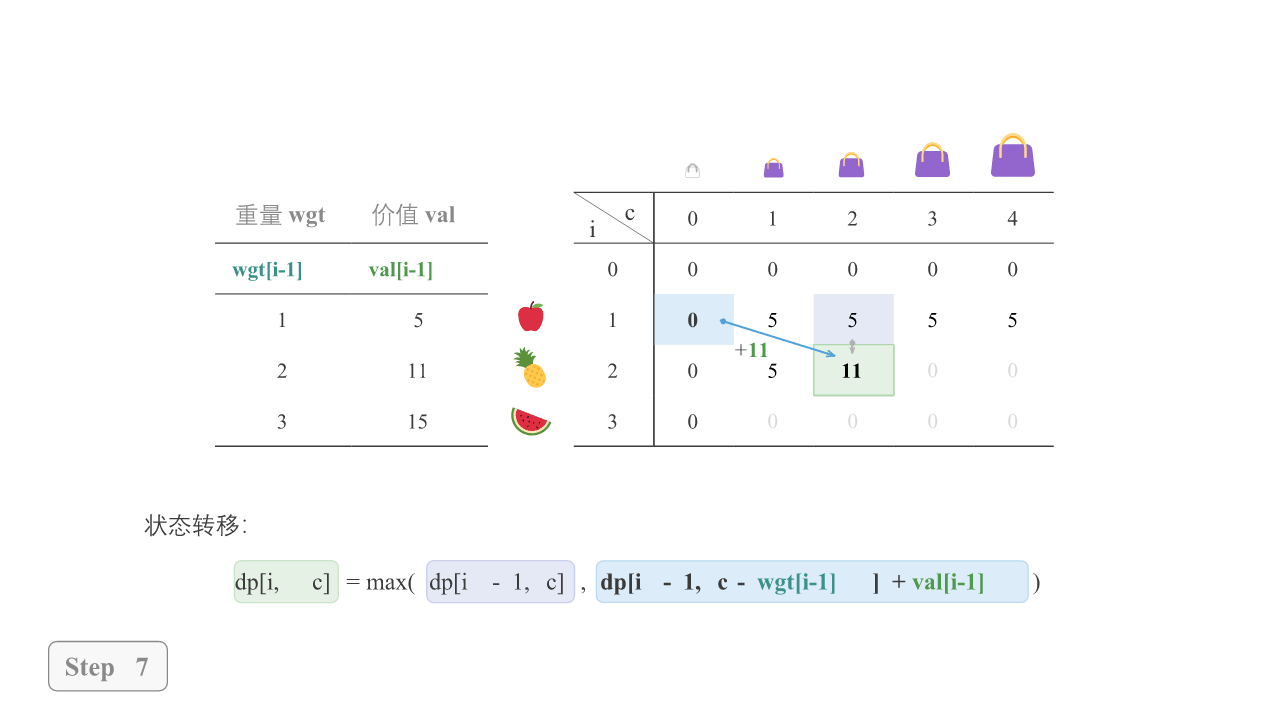 重量 wgt 价值 val
wgt[i-1] val[i-1]
1 5
2 11
3 15
i c 0 1 2 3 4
0 0 0 0 0 0
1 0 5 5 5 5
+11
2 0 5 11 0 0
3 0 0 0 0 0
状态转移:
dp[i, c] = max( dp[i - 1, c] , dp[i - 1, c - wgt[i-1] ] + val[i-1] )
Step 7